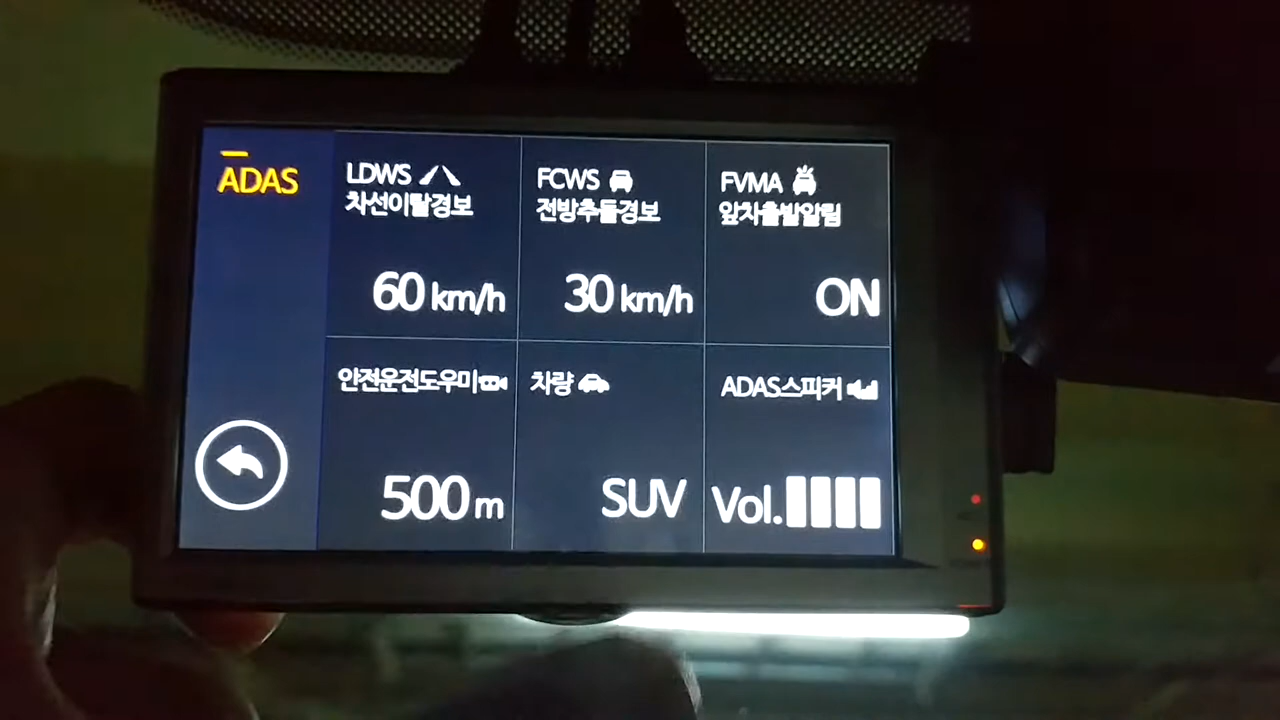 ADAS
LDWS
차선이탈경보
60 km/h
FCWS
전방추돌경보
30 km/h
FVMA
앞차출발알림
ON
안전운전도우미
500 m
차량
SUV
ADAS스피커
Vol.